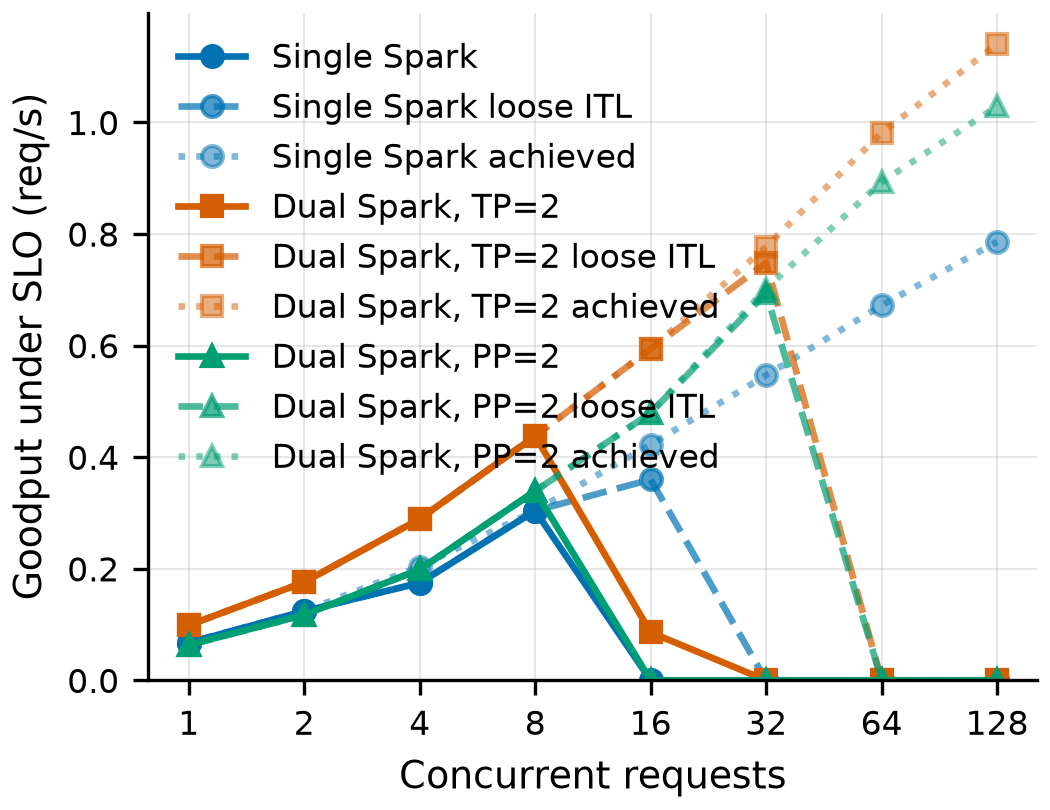 Goodput under SLO (req/s)
1.0
0.8
0.6
0.4
0.2
0.0
Single Spark
Single Spark loose ITL
Single Spark achieved
Dual Spark, TP=2
Dual Spark, TP=2 loose ITL
Dual Spark, TP=2 achieved
Dual Spark, PP=2
Dual Spark, PP=2 loose ITL
Dual Spark, PP=2 achieved
1 2 4 8 16 32 64 128
Concurrent requests